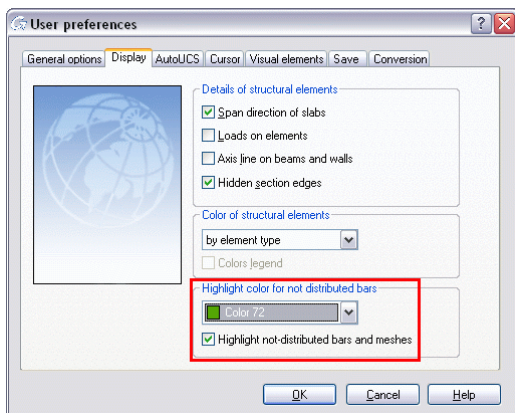 User preferences
General options Display AutoUCS Cursor Visual elements Save Conversion
Details of structural elements
Span direction of slabs
Loads on elements
Axis line on beams and walls
Hidden section edges
Color of structural elements
by element type
Colors legend
Highlight color for not distributed bars
Color 72
Highlight not-distributed bars and meshes
OK Cancel Help